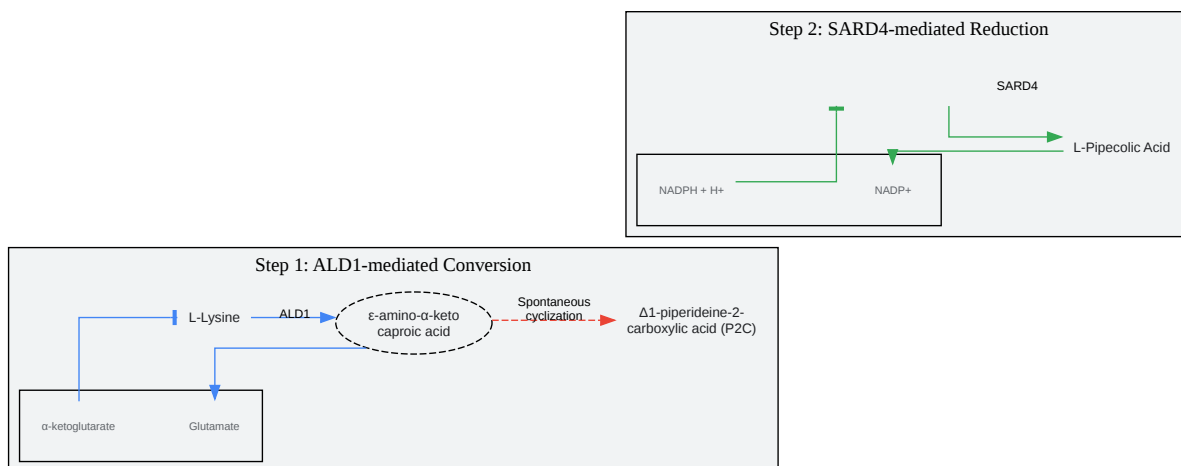 Step 2: SARD4-mediated Reduction
SARD4
L-Pipecolic Acid
NADPH + H+
NADP+
Step 1: ALD1-mediated Conversion
L-Lysine
ALD1
ε-amino-α-keto
caproic acid
Spontaneous
cyclization
Δ1-piperideine-2-
carboxylic acid (P2C)
α-ketoglutarate
Glutamate